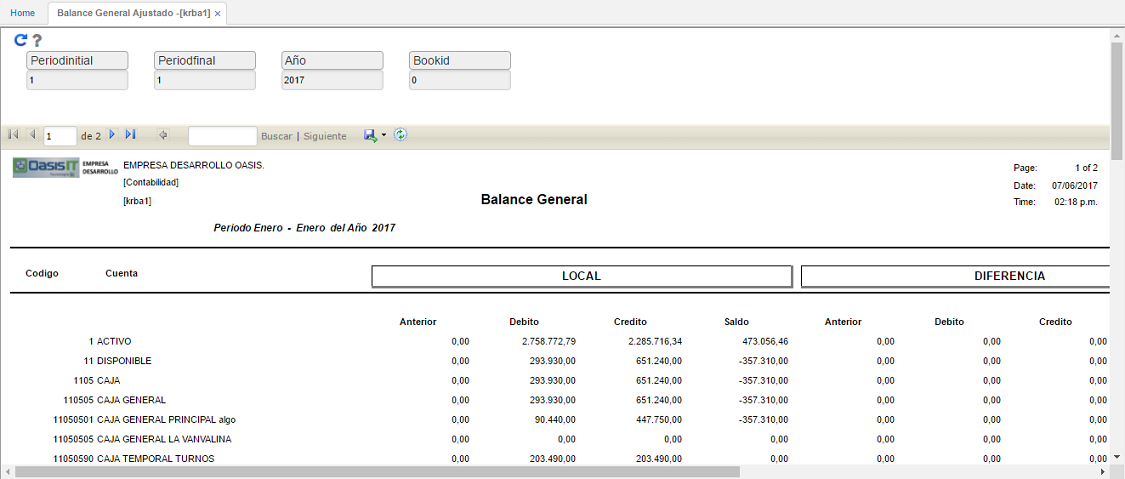 Home Balance General Ajustado -[krba1] ×
?
Periodinitial Periodfinal Año Bookid
1 1 2017 0
1 de 2 Buscar | Siguiente
OasisIT EMPRESA DESARROLLO EMPRESA DESARROLLO OASIS. Page: 1 of 2
[Contabilidad] Date: 07/06/2017
[krba1] Balance General Time: 02:18 p.m.
Periodo Enero - Enero del Año 2017
Codigo Cuenta LOCAL DIFERENCIA
Anterior Debito Credito Saldo Anterior Debito Credito
1 ACTIVO 0,00 2.758.772,79 2.285.716,34 473.056,46 0,00 0,00 0,00
11 DISPONIBLE 0,00 293.930,00 651.240,00 -357.310,00 0,00 0,00 0,00
1105 CAJA 0,00 293.930,00 651.240,00 -357.310,00 0,00 0,00 0,00
110505 CAJA GENERAL 0,00 293.930,00 651.240,00 -357.310,00 0,00 0,00 0,00
11050501 CAJA GENERAL PRINCIPAL algo 0,00 90.440,00 447.750,00 -357.310,00 0,00 0,00 0,00
11050505 CAJA GENERAL LA VANVALINA 0,00 0,00 0,00 0,00 0,00 0,00 0,00
11050590 CAJA TEMPORAL TURNOS 0,00 203.490,00 203.490,00 0,00 0,00 0,00 0,00